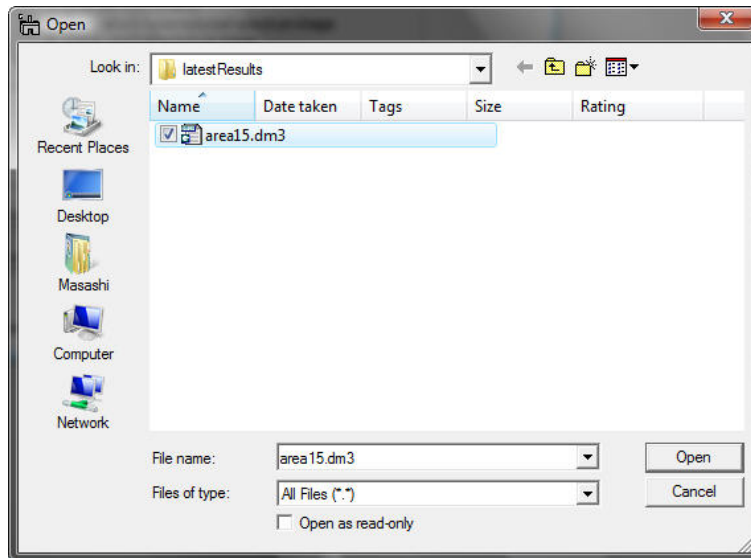 Open
Look in: latestResults
Name Date taken Tags Size Rating
area15.dm3
Recent Places
Desktop
Masashi
Computer
Network
File name: area15.dm3 Open
Files of type: All Files (*.*) Cancel
Open as read-only